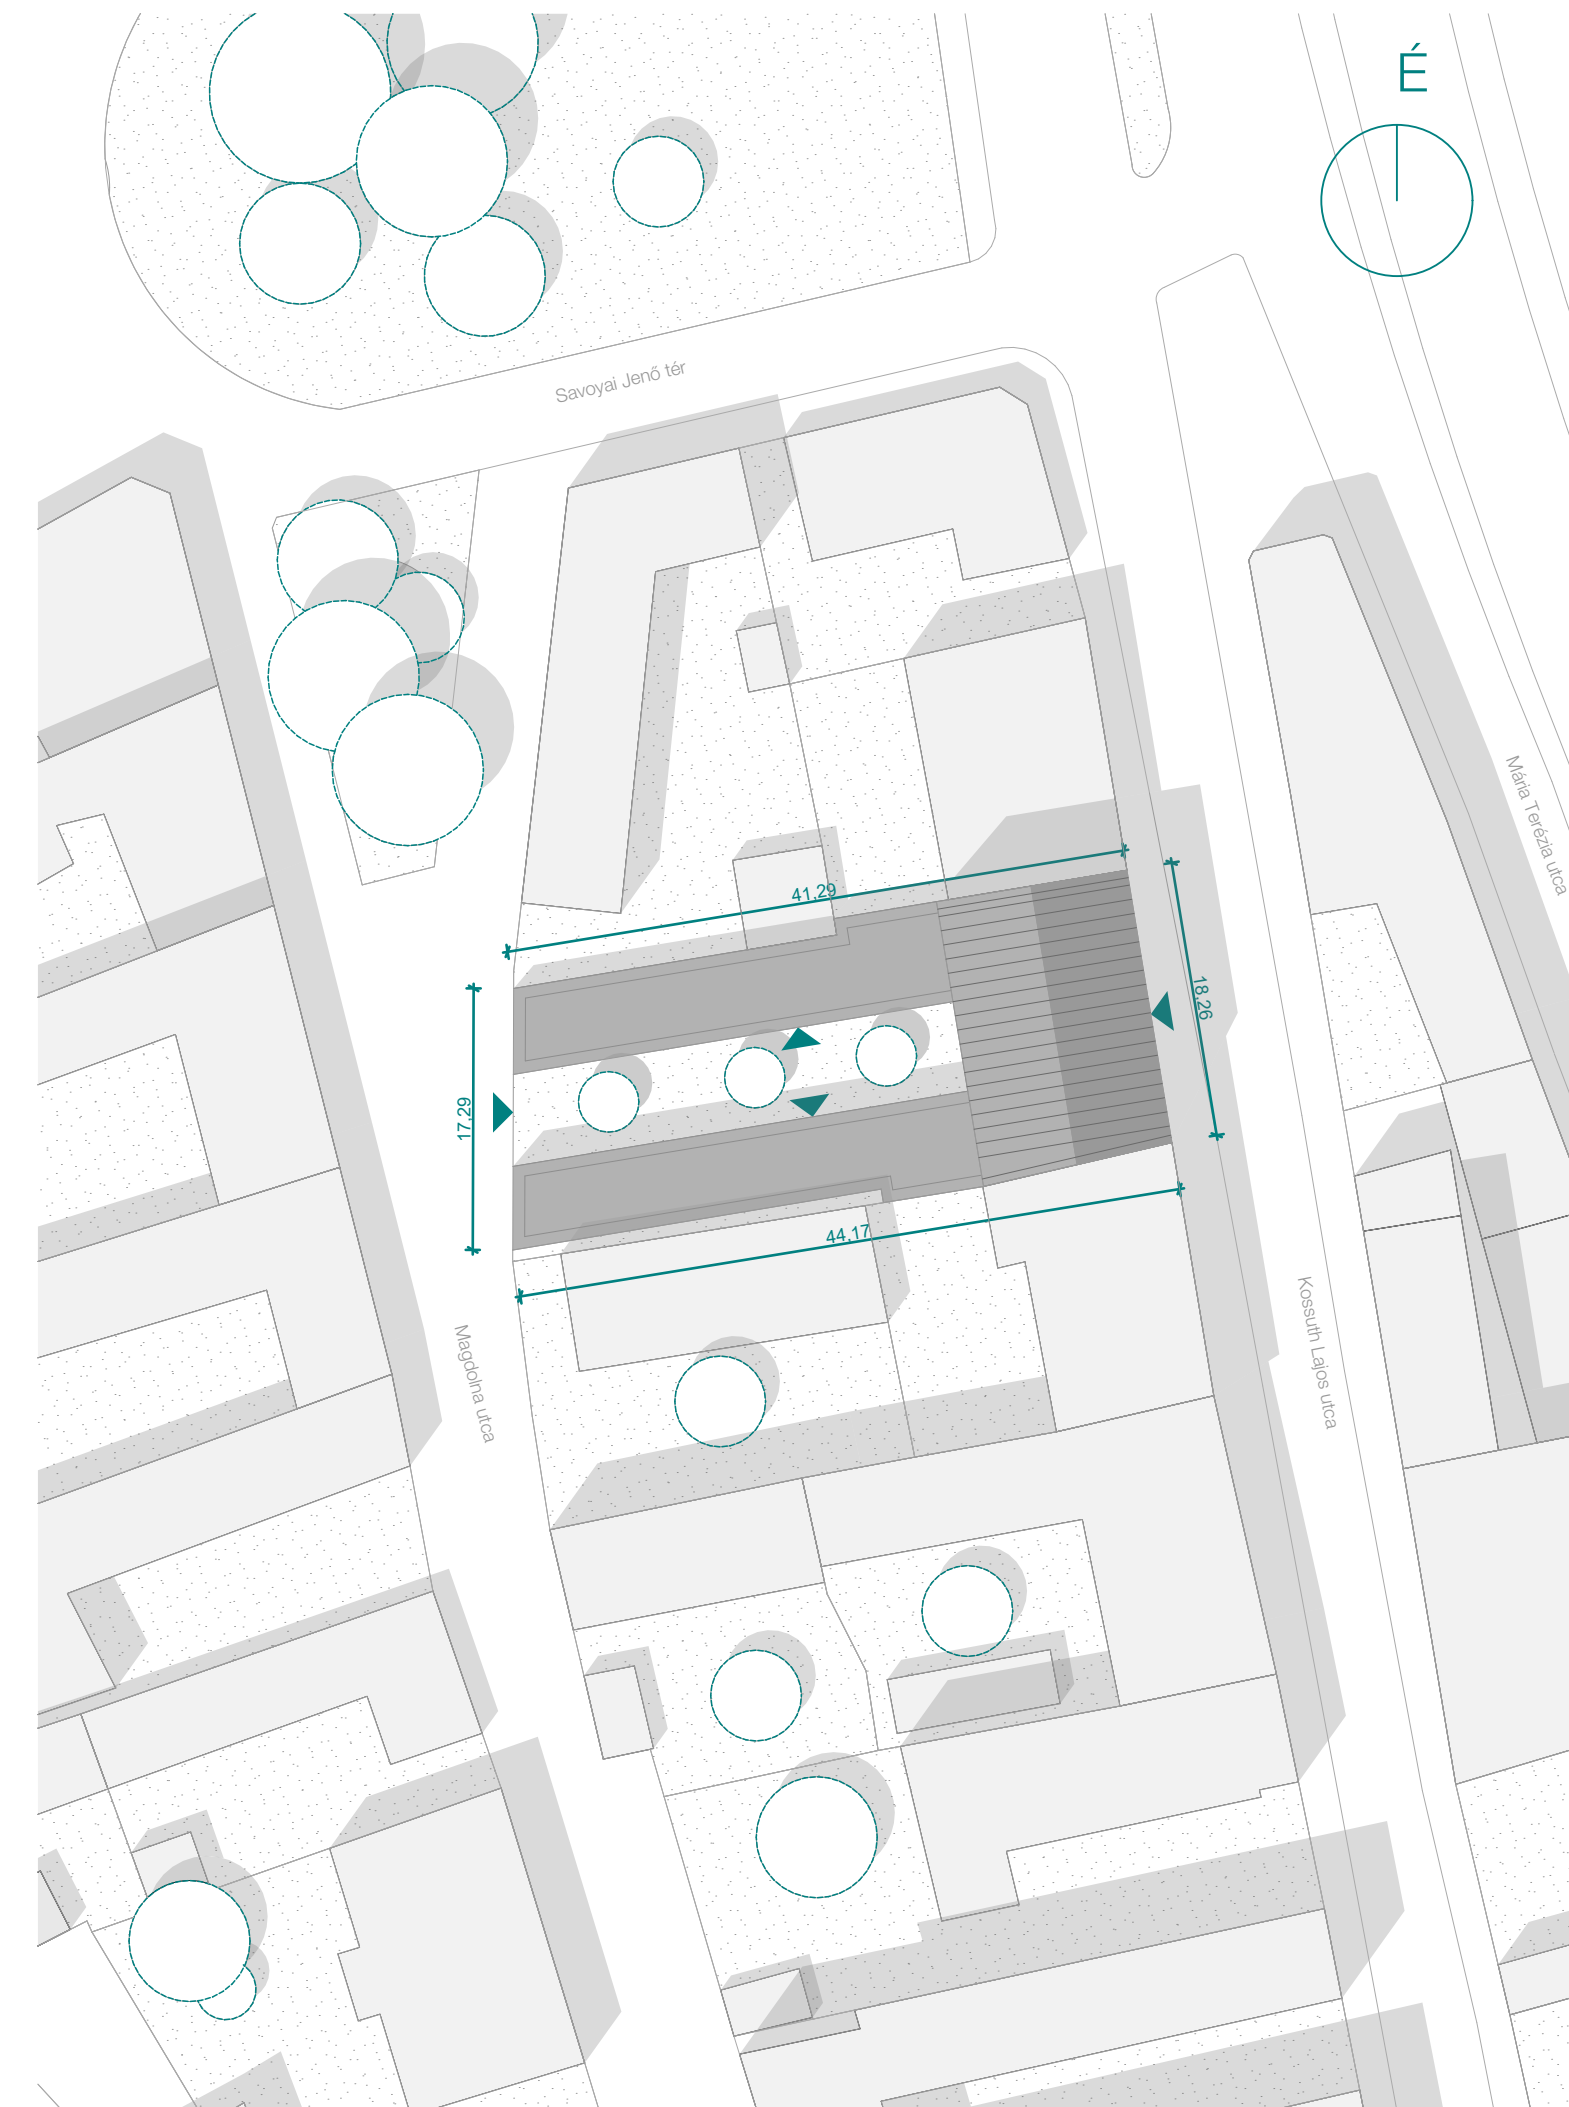 É
Savoyai Jenő tér
Mária Terézia utca
41,29
18,26
17,29
44,17
Kossuth Lajos utca
Magdolna utca